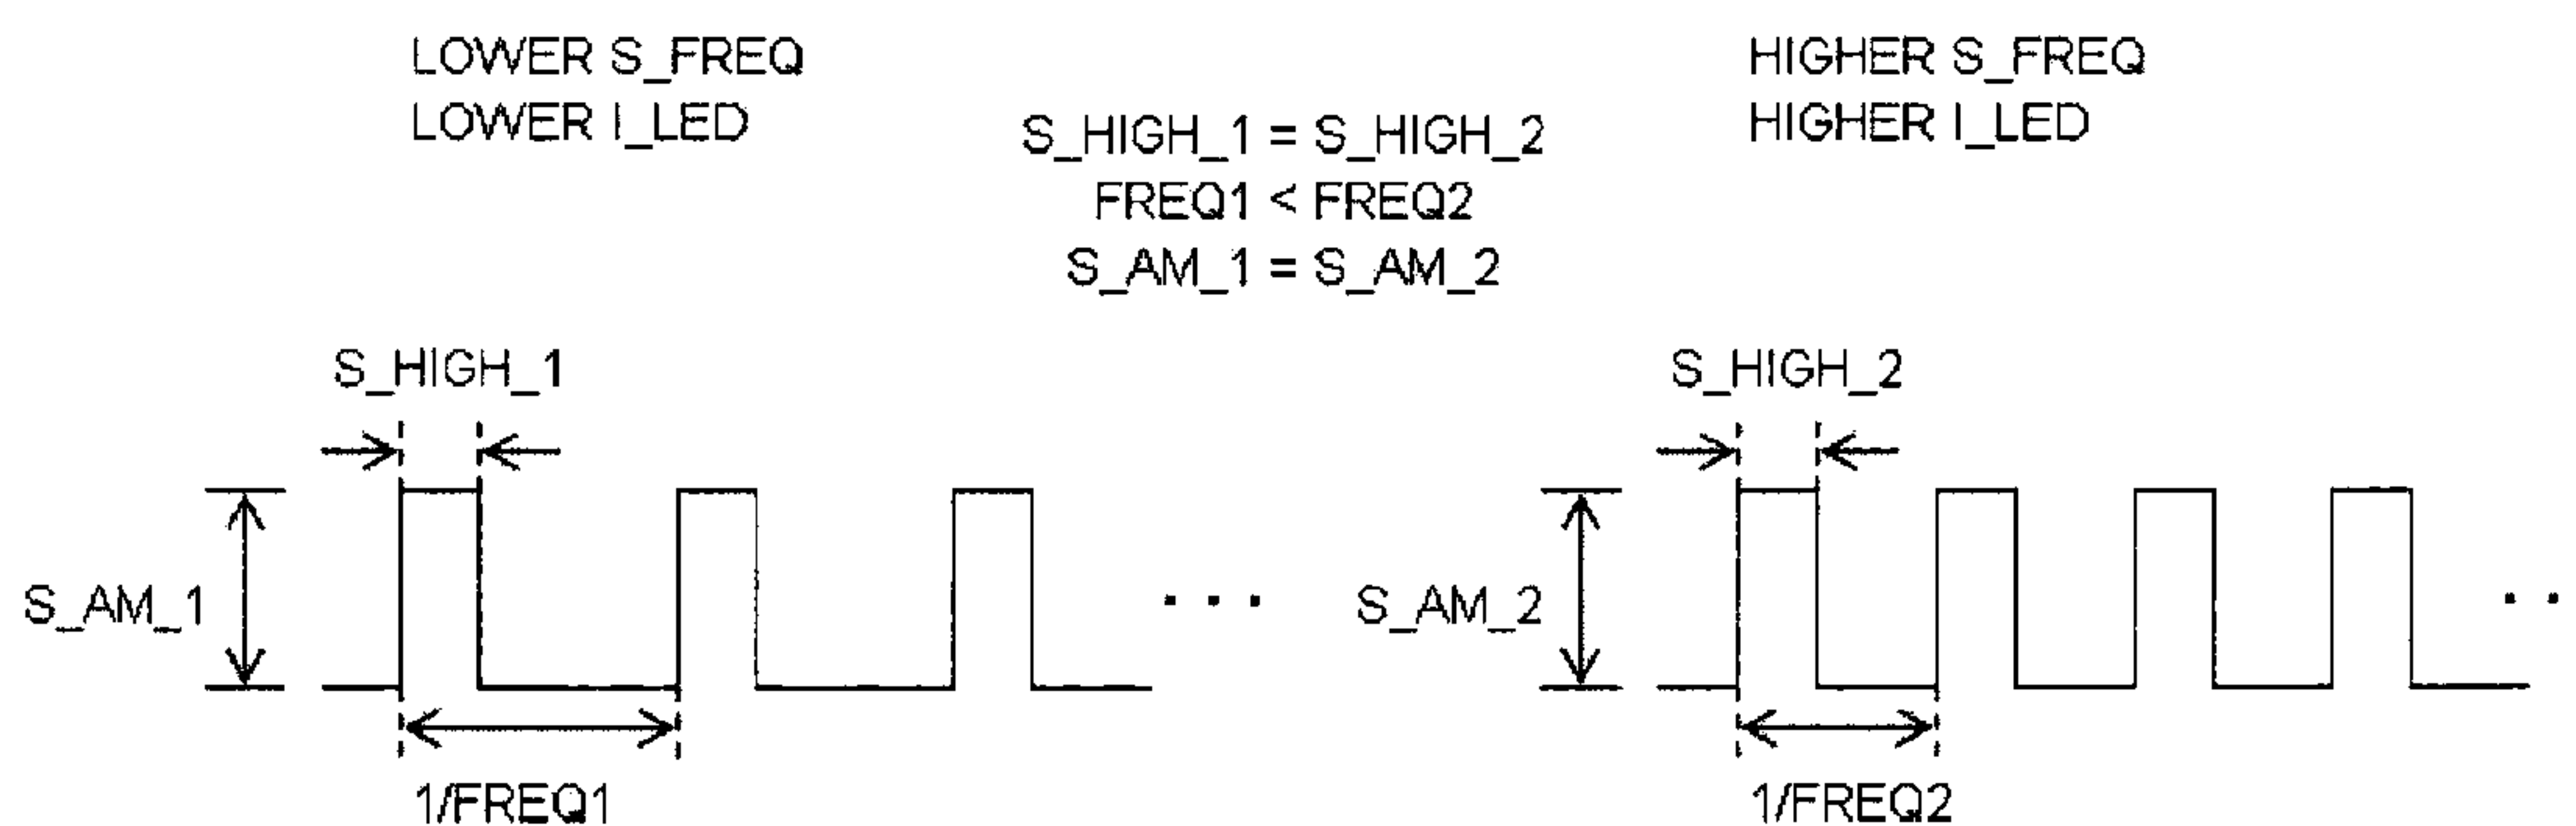 LOWER S_FREQ
LOWER I_LED
HIGHER S_FREQ
HIGHER I_LED
S_HIGH_1 = S_HIGH_2
FREQ1 < FREQ2
S_AM_1 = S_AM_2
S_HIGH_1
S_HIGH_2
S_AM_1
. . .
S_AM_2
. .
1/FREQ1
1/FREQ2